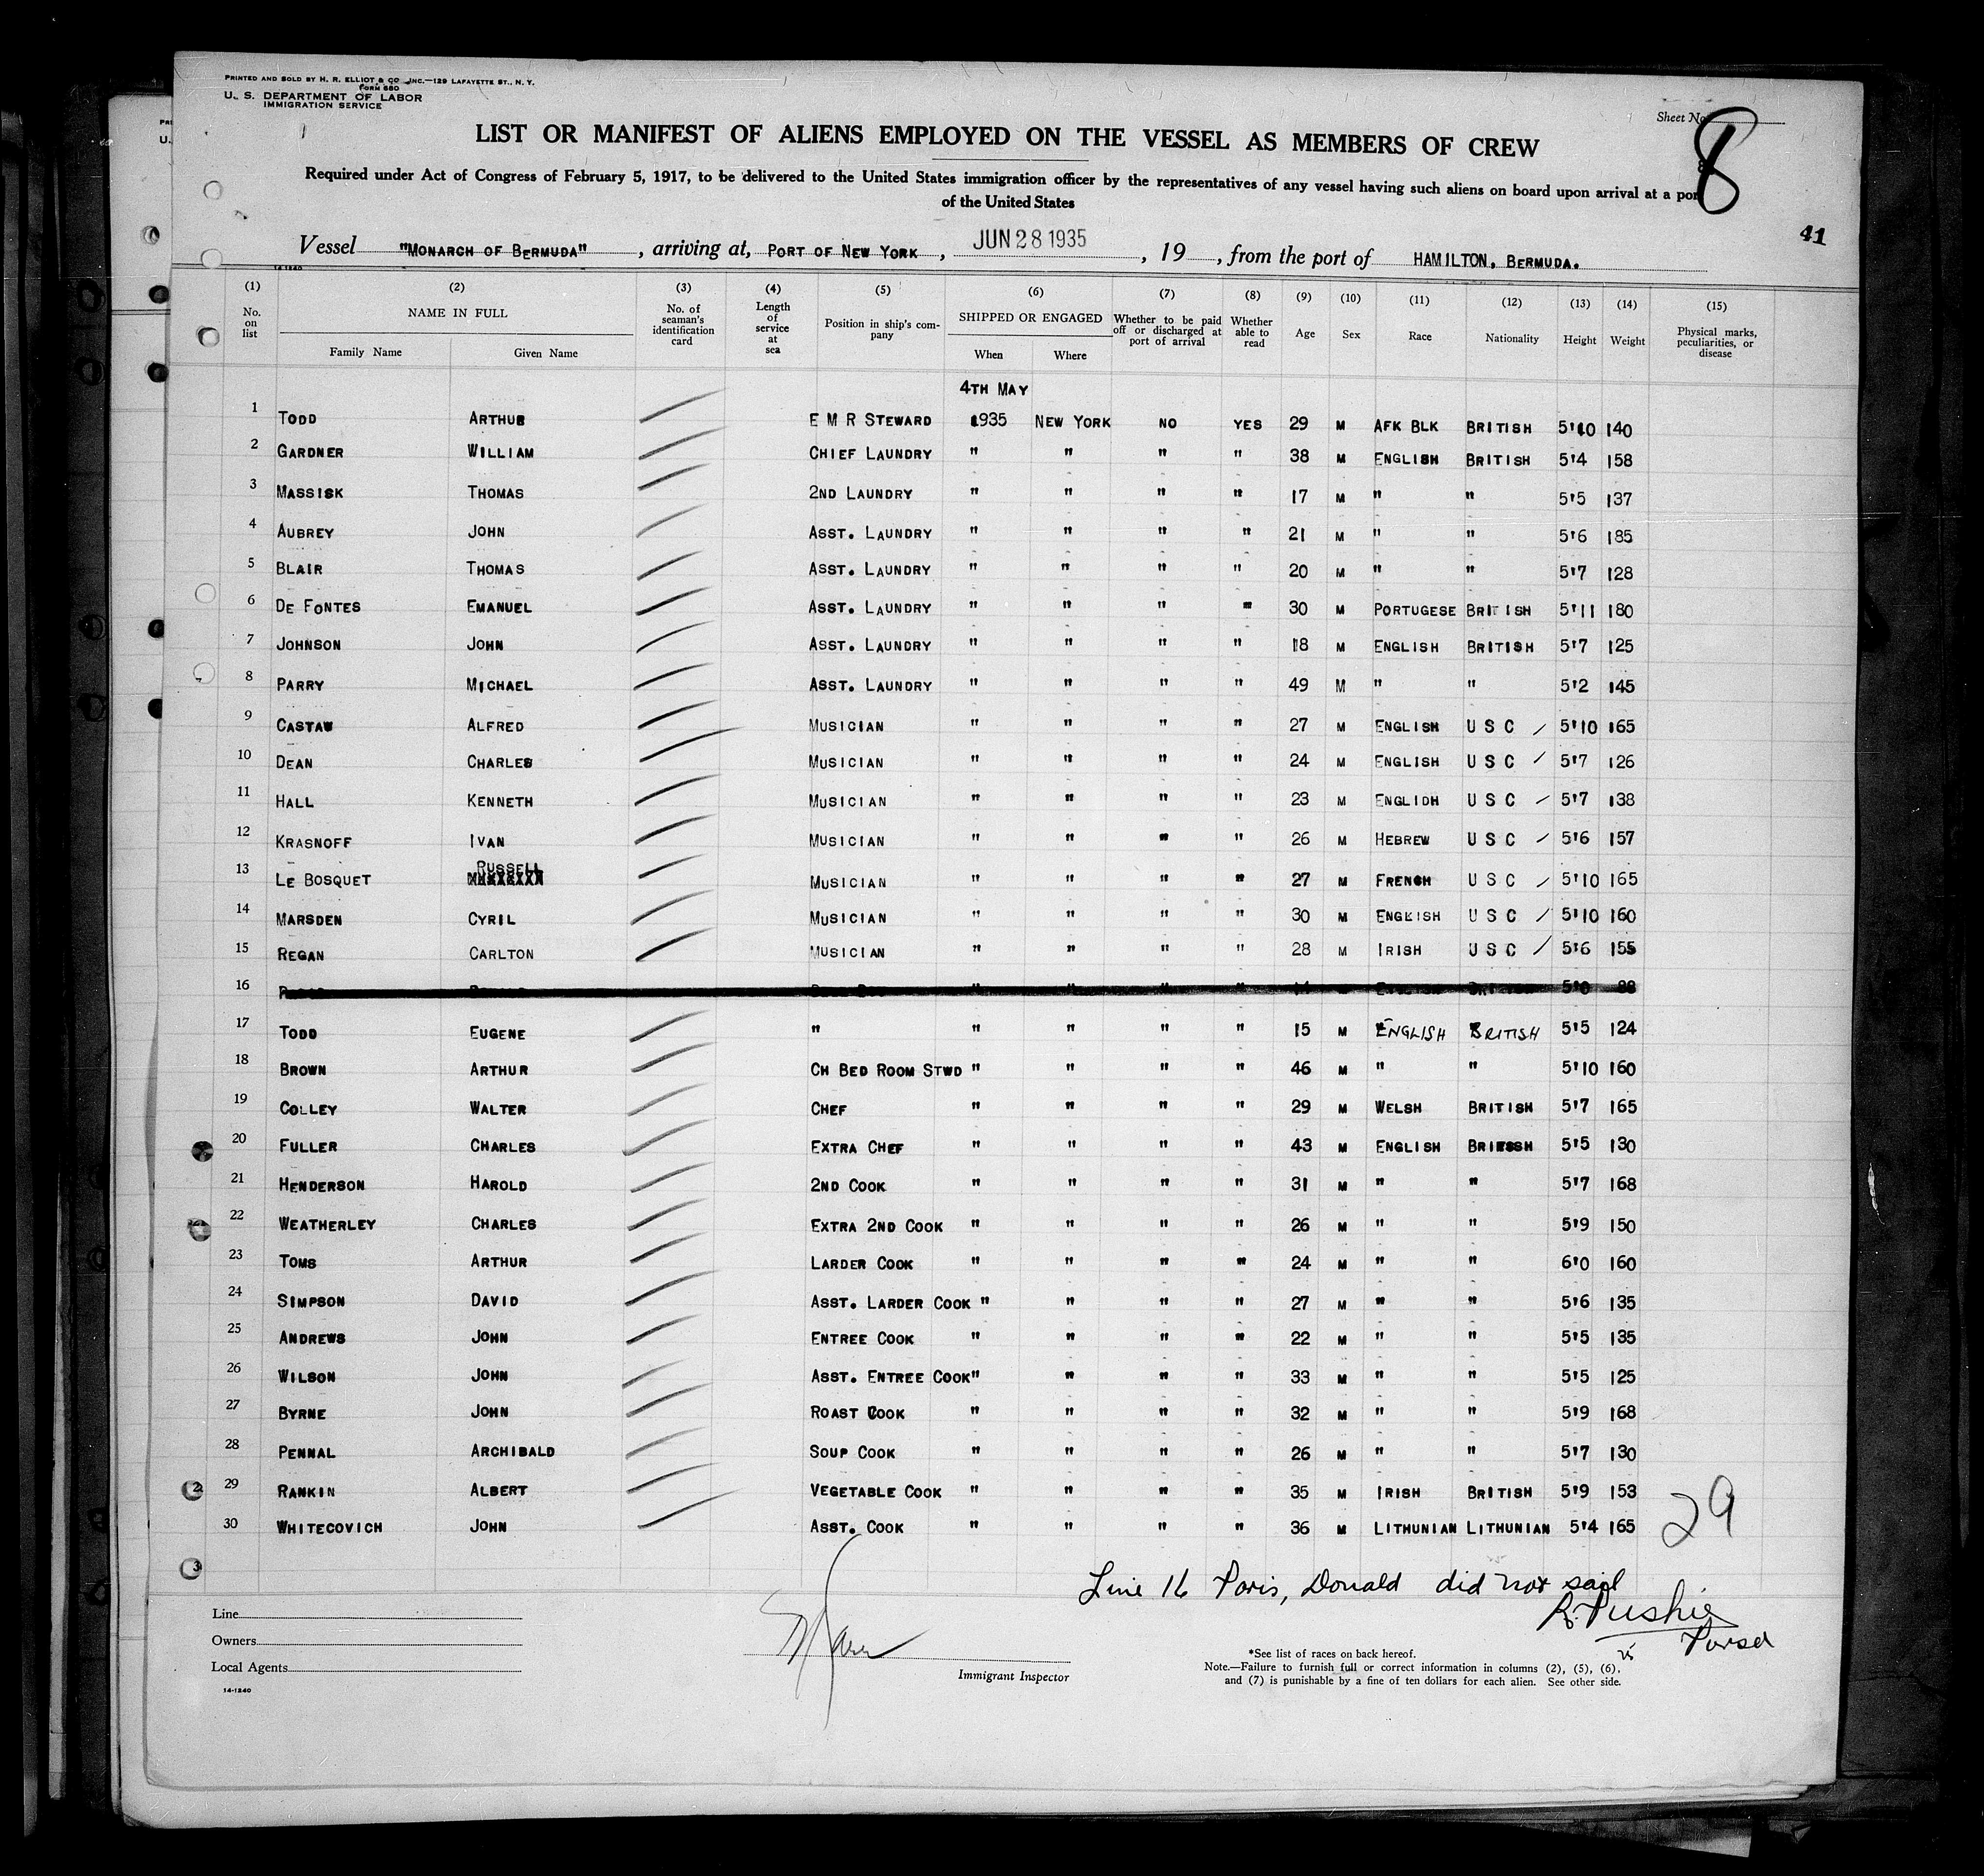 PRINTED AND SOLD BY H. R. ELLIOT & CO., INC.—129 LAFAYETTE ST., N. Y.
FORM 680
U. S. DEPARTMENT OF LABOR
IMMIGRATION SERVICE
Sheet No. 8
LIST OR MANIFEST OF ALIENS EMPLOYED ON THE VESSEL AS MEMBERS OF CREW
Required under Act of Congress of February 5, 1917, to be delivered to the United States immigration officer by the representatives of any vessel having such aliens on board upon arrival at a port
of the United States
41
Vessel "MONARCH OF BERMUDA" , arriving at, PORT OF NEW YORK , JUN 28 1935 , 19 , from the port of HAMILTON, BERMUDA.
14-1240
(1) (2) (3) (4) (5) (6) (7) (8) (9) (10) (11) (12) (13) (14) (15)
No. on list NAME IN FULL Family Name Given Name No. of seaman's identification card Length of service at sea Position in ship's company SHIPPED OR ENGAGED When Where Whether to be paid off or discharged at port of arrival Whether able to read Age Sex Race Nationality Height Weight Physical marks, peculiarities, or disease
4TH MAY
1 TODD ARTHUR E M R STEWARD 1935 NEW YORK NO YES 29 M AFK BLK BRITISH 5'10 140
2 GARDNER WILLIAM CHIEF LAUNDRY " " " " 38 M ENGLISH BRITISH 5'4 158
3 MASSISK THOMAS 2ND LAUNDRY " " " " 17 M " " 5'5 137
4 AUBREY JOHN ASST. LAUNDRY " " " " 21 M " " 5'6 185
5 BLAIR THOMAS ASST. LAUNDRY " " " " 20 M " " 5'7 128
6 DE FONTES EMANUEL ASST. LAUNDRY " " " " 30 M PORTUGESE BRITISH 5'11 180
7 JOHNSON JOHN ASST. LAUNDRY " " " " 18 M ENGLISH BRITISH 5'7 125
8 PARRY MICHAEL ASST. LAUNDRY " " " " 49 M " " 5'2 145
9 CASTAW ALFRED MUSICIAN " " " " 27 M ENGLISH U S C / 5'10 165
10 DEAN CHARLES MUSICIAN " " " " 24 M ENGLISH U S C / 5'7 126
11 HALL KENNETH MUSICIAN " " " " 23 M ENGLIDH U S C / 5'7 138
12 KRASNOFF IVAN MUSICIAN " " " " 26 M HEBREW U S C / 5'6 157
13 LE BOSQUET RUSSELL MUSICIAN " " " " 27 M FRENCH U S C / 5'10 165
14 MARSDEN CYRIL MUSICIAN " " " " 30 M ENGKISH U S C / 5'10 160
15 REGAN CARLTON MUSICIAN " " " " 28 M IRISH U S C / 5'6 155
16 " " " " 14 5'0 88
17 TODD EUGENE " " " " " 15 M ENGLISH BRITISH 5'5 124
18 BROWN ARTHUR CH BED ROOM STWD " " " " 46 M " " 5'10 160
19 COLLEY WALTER CHEF " " " " 29 M WELSH BRITISH 5'7 165
20 FULLER CHARLES EXTRA CHEF " " " " 43 M ENGLISH 5'5 130
21 HENDERSON HAROLD 2ND COOK " " " " 31 M " " 5'7 168
22 WEATHERLEY CHARLES EXTRA 2ND COOK " " " " 26 M " " 5'9 150
23 TOMS ARTHUR LARDER COOK " " " " 24 M " " 6'0 160
24 SIMPSON DAVID ASST. LARDER COOK " " " " 27 M " " 5'6 135
25 ANDREWS JOHN ENTREE COOK " " " " 22 M " " 5'5 135
26 WILSON JOHN ASST. ENTREE COOK " " " " 33 M " " 5'5 125
27 BYRNE JOHN ROAST COOK " " " " 32 M " " 5'9 168
28 PENNAL ARCHIBALD SOUP COOK " " " " 26 M " " 5'7 130
29 RANKIN ALBERT VEGETABLE COOK " " " " 35 M IRISH BRITISH 5'9 153
30 WHITECOVICH JOHN ASST. COOK " " " " 36 M LITHUNIAN LITHUNIAN 5'4 165
29
Line 16 Paris, Donald did not sail
R. Pushie
Purser
Line
Owners
Local Agents
14-1240
Immigrant Inspector
*See list of races on back hereof.
Note.—Failure to furnish full or correct information in columns (2), (5), (6),
and (7) is punishable by a fine of ten dollars for each alien. See other side.